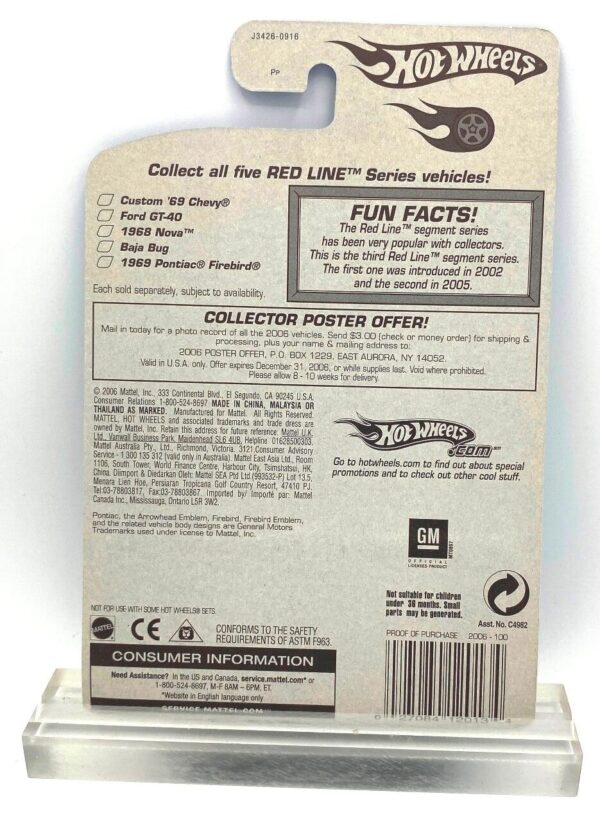 J3426-0916
Pp
HOT WHEELS
Collect all five RED LINE™ Series vehicles!
Custom '69 Chevy®
Ford GT-40
1968 Nova™
Baja Bug
1969 Pontiac® Firebird®
Each sold separately, subject to availability.
FUN FACTS!
The Red Line™ segment series
has been very popular with collectors.
This is the third Red Line™ segment series.
The first one was introduced in 2002
and the second in 2005.
COLLECTOR POSTER OFFER!
Mail in today for a photo record of all the 2006 vehicles. Send $3.00 (check or money order) for shipping &
processing, plus your name & mailing address to:
2006 POSTER OFFER, P.O. BOX 1229, EAST AURORA, NY 14052.
Valid in U.S.A. only. Offer expires December 31, 2006, or while supplies last. Void where prohibited.
Please allow 8 - 10 weeks for delivery.
© 2006 Mattel, Inc., 333 Continental Blvd., El Segundo, CA 90245 U.S.A.
Consumer Relations 1-800-524-8697. MADE IN CHINA, MALAYSIA OR
THAILAND AS MARKED. Manufactured for Mattel. All Rights Reserved.
MATTEL, HOT WHEELS and associated trademarks and trade dress are
owned by Mattel, Inc. Retain this address for future reference: Mattel U.K.
Ltd., Vanwall Business Park, Maidenhead SL6 4UB. Helpline 01628500303.
Mattel Australia Pty., Ltd., Richmond, Victoria. 3121.Consumer Advisory
Service - 1 300 135 312 (valid only in Australia). Mattel East Asia Ltd., Room
1106, South Tower, World Finance Centre, Harbour City, Tsimshatsui, HK,
China. Diimport & Diedarkan Oleh: Mattel SEA Ptd Ltd.(993532-P) Lot 13.5,
Menara Lien Hoe, Persiaran Tropicana Golf Country Resort, 47410 PJ.
Tel:03-78803817, Fax:03-78803867. Imported by/ Importé par: Mattel
Canada Inc., Mississauga, Ontario L5R 3W2.
Pontiac, the Arrowhead Emblem, Firebird, Firebird Emblem,
and the related vehicle body designs are General Motors
Trademarks used under license to Mattel, Inc.
HOT WHEELS
.COM
Go to hotwheels.com to find out about special
promotions and to check out other cool stuff.
GM
OFFICIAL
LICENSED PRODUCT
Not suitable for children
under 36 months. Small
parts may be generated.
Asst. No. C4982
NOT FOR USE WITH SOME HOT WHEELS® SETS.
MATTEL
CE
CONFORMS TO THE SAFETY
REQUIREMENTS OF ASTM F963.
CONSUMER INFORMATION
Need Assistance? In the US and Canada, service.mattel.com* or
1-800-524-8697, M-F 8AM – 6PM, ET.
*Website in English language only
SERVICE.MATTEL.COM
PROOF OF PURCHASE 2006 - 100
0 27084 12013 4